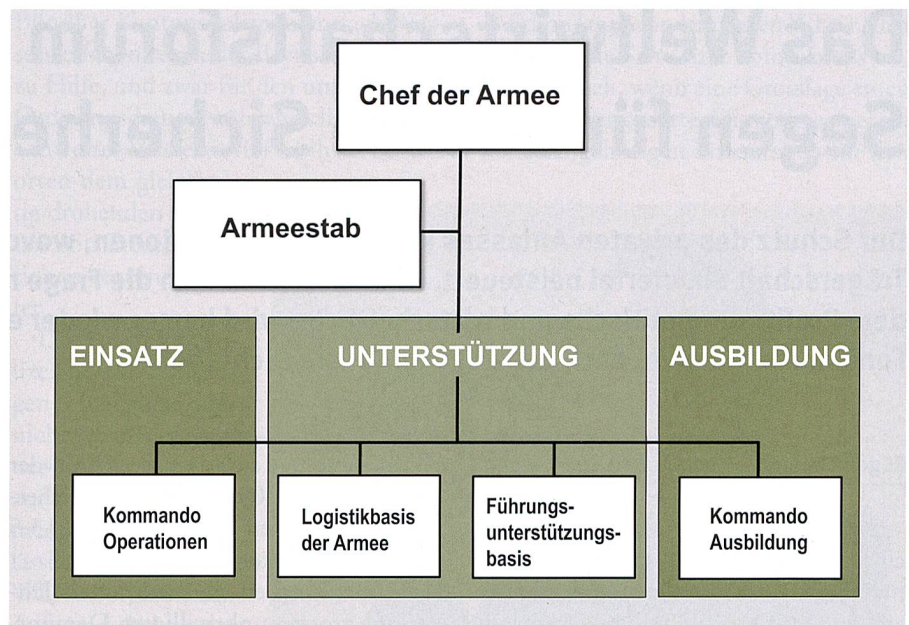 Chef der Armee
Armeestab
EINSATZ
UNTERSTÜTZUNG
AUSBILDUNG
Kommando
Operationen
Logistikbasis
der Armee
Führungs-
unterstützungs-
basis
Kommando
Ausbildung